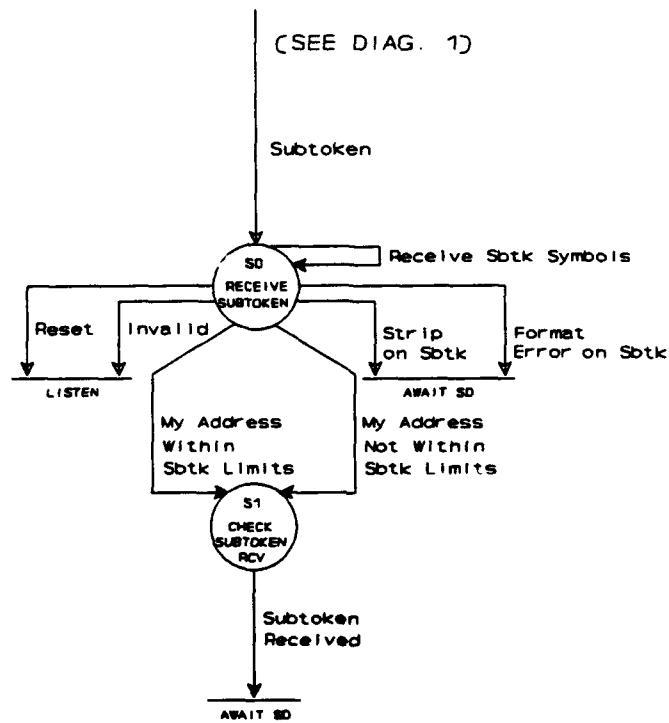 (SEE DIAG. 1)
Subtoken
S0
RECEIVE
SUBTOKEN
Receive Sbtk Symbols
Reset
Invalid
Strip
on Sbtk
Format
Error on Sbtk
LISTEN
AWAIT SD
My Address
Within
Sbtk Limits
My Address
Not Within
Sbtk Limits
S1
CHECK
SUBTOKEN
RCV
Subtoken
Received
AWAIT SD